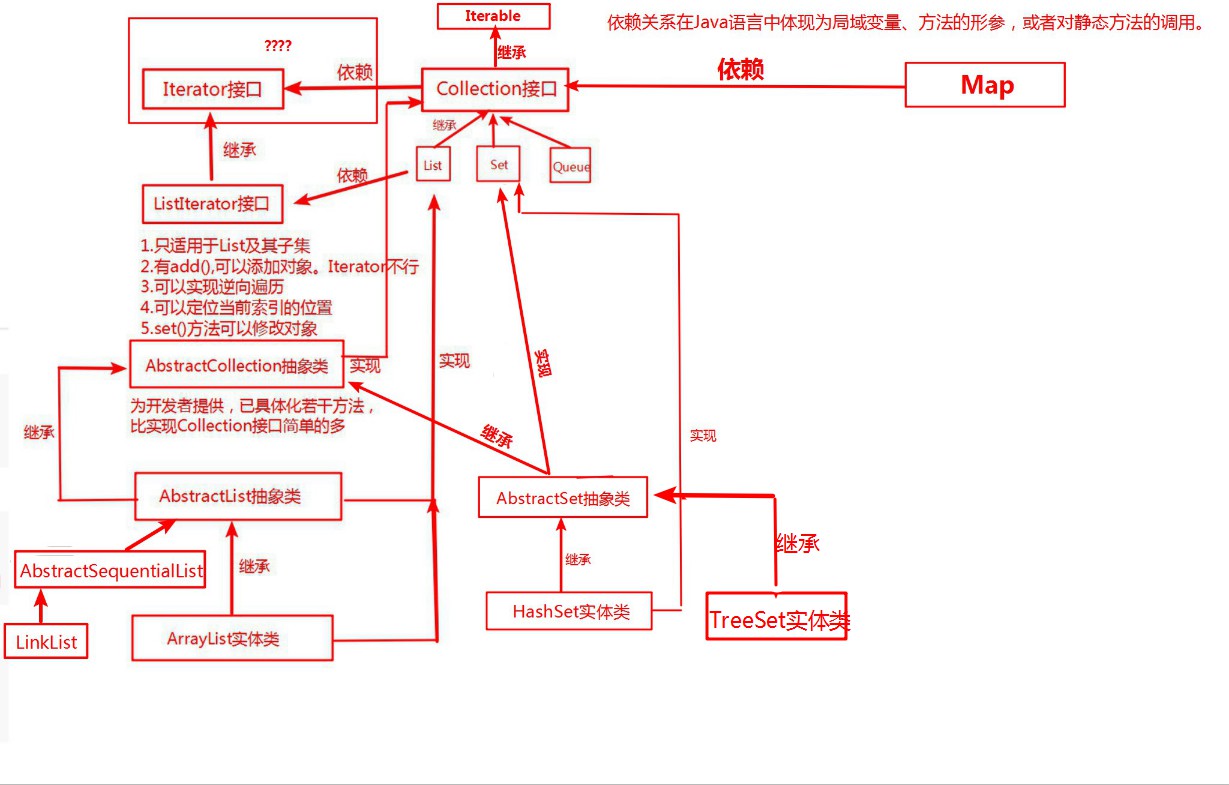 Iterable
依赖关系在Java语言中体现为局域变量、方法的形参，或者对静态方法的调用。
????
继承
依赖
依赖
Iterator接口
Collection接口
Map
继承
继承
List
Set
Queue
依赖
ListIterator接口
1.只适用于List及其子集
2.有add(),可以添加对象。Iterator不行
3.可以实现逆向遍历
4.可以定位当前索引的位置
5.set()方法可以修改对象
AbstractCollection抽象类
实现
实现
实现
为开发者提供，已具体化若干方法，
比实现Collection接口简单的多
继承
继承
实现
AbstractList抽象类
AbstractSet抽象类
继承
AbstractSequentialList
继承
继承
HashSet实体类
TreeSet实体类
LinkList
ArrayList实体类